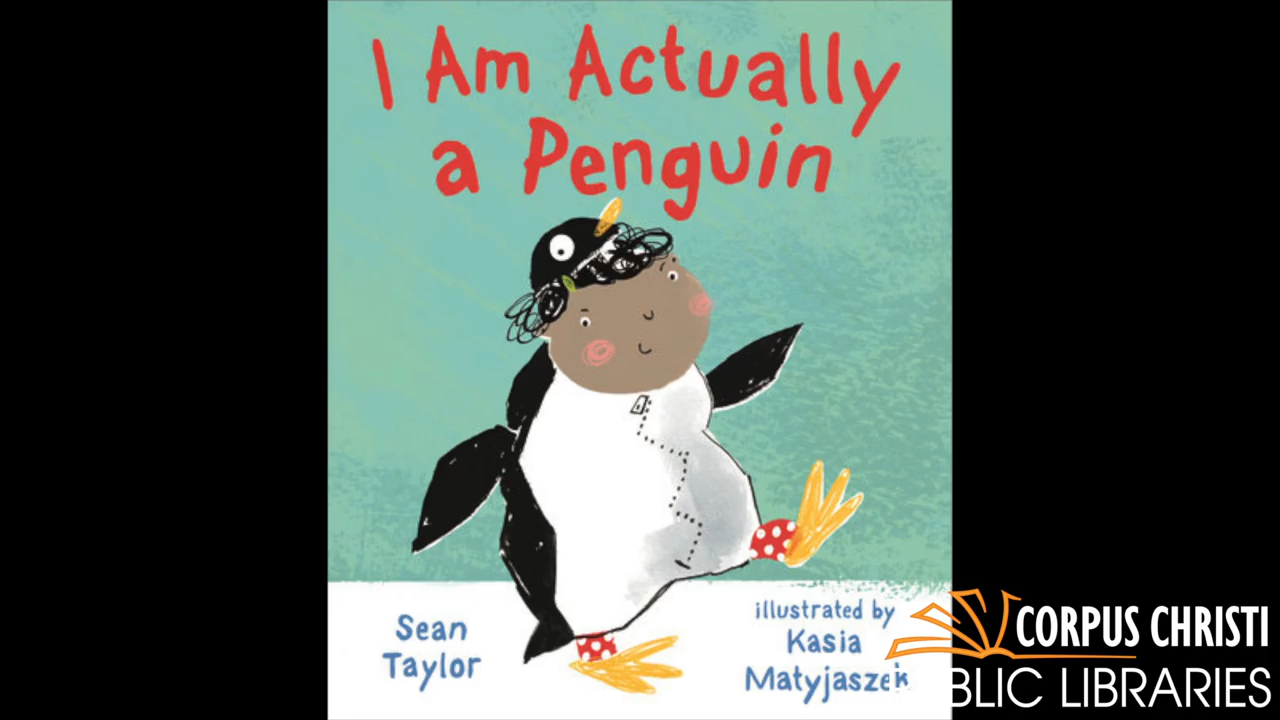 I Am Actually
a Penguin
Sean
Taylor
illustrated by
Kasia
Matyjaszek
CORPUS CHRISTI
BLIC LIBRARIES